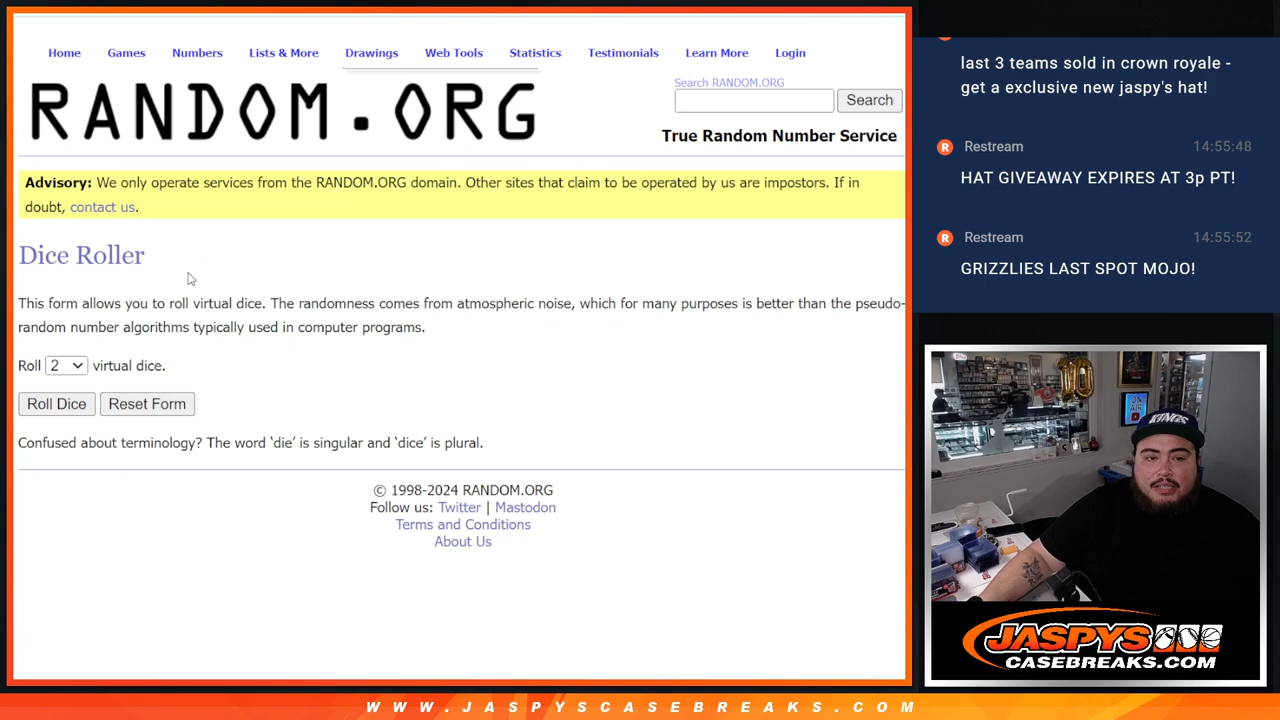 Home Games Numbers Lists & More Drawings Web Tools Statistics Testimonials Learn More Login
RANDOM.ORG
Search RANDOM.ORG
Search
True Random Number Service
Advisory: We only operate services from the RANDOM.ORG domain. Other sites that claim to be operated by us are impostors. If in
doubt, contact us.
Dice Roller
This form allows you to roll virtual dice. The randomness comes from atmospheric noise, which for many purposes is better than the pseudo-
random number algorithms typically used in computer programs.
Roll 2 virtual dice.
Roll Dice Reset Form
Confused about terminology? The word ‘die’ is singular and ‘dice’ is plural.
© 1998-2024 RANDOM.ORG
Follow us: Twitter | Mastodon
Terms and Conditions
About Us
last 3 teams sold in crown royale -
get a exclusive new jaspy's hat!
R Restream 14:55:48
HAT GIVEAWAY EXPIRES AT 3p PT!
R Restream 14:55:52
GRIZZLIES LAST SPOT MOJO!
10
ON
AIR
KINGS
JASPYS
CASEBREAKS.COM
WWW.JASPYSCASEBREAKS.COM